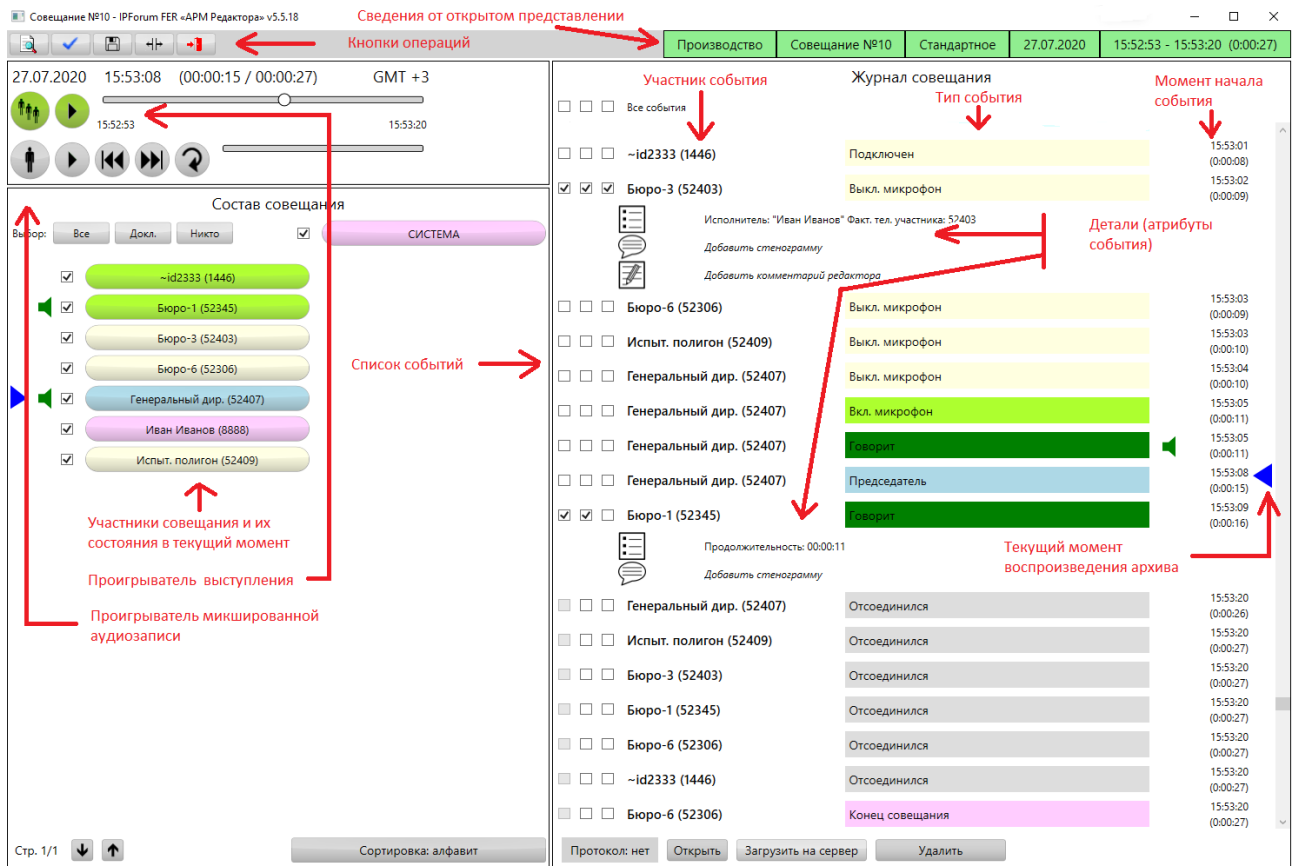 Совещание №10 - IPForum FER «АРМ Редактора» v5.5.18
Сведения от открытом представлении
Кнопки операций
Производство
Совещание №10
Стандартное
27.07.2020
15:52:53 - 15:53:20 (0:00:27)
27.07.2020 15:53:08 (00:00:15 / 00:00:27) GMT +3
15:52:53
15:53:20
Состав совещания
Выбор:
Все
Докл.
Никто
СИСТЕМА
~id2333 (1446)
Бюро-1 (52345)
Бюро-3 (52403)
Бюро-6 (52306)
Генеральный дир. (52407)
Иван Иванов (8888)
Испыт. полигон (52409)
Список событий
Участники совещания и их
состояния в текущий момент
Проигрыватель выступления
Проигрыватель микшированной
аудиозаписи
Стр. 1/1
Сортировка: алфавит
Участник события
Журнал совещания
Тип события
Момент начала
события
Все события
~id2333 (1446)
Подключен
15:53:01
(0:00:08)
Бюро-3 (52403)
Выкл. микрофон
15:53:02
(0:00:09)
Исполнитель: "Иван Иванов" Факт. тел. участника: 52403
Добавить стенограмму
Добавить комментарий редактора
Детали (атрибуты
события)
Бюро-6 (52306)
Выкл. микрофон
15:53:03
(0:00:09)
Испыт. полигон (52409)
Выкл. микрофон
15:53:03
(0:00:10)
Генеральный дир. (52407)
Выкл. микрофон
15:53:04
(0:00:10)
Генеральный дир. (52407)
Вкл. микрофон
15:53:05
(0:00:11)
Генеральный дир. (52407)
Говорит
15:53:05
(0:00:11)
Генеральный дир. (52407)
Председатель
15:53:08
(0:00:15)
Бюро-1 (52345)
Говорит
15:53:09
(0:00:16)
Продолжительность: 00:00:11
Добавить стенограмму
Текущий момент
воспроизведения архива
Генеральный дир. (52407)
Отсоединился
15:53:20
(0:00:26)
Испыт. полигон (52409)
Отсоединился
15:53:20
(0:00:27)
Бюро-3 (52403)
Отсоединился
15:53:20
(0:00:27)
Бюро-1 (52345)
Отсоединился
15:53:20
(0:00:27)
Бюро-6 (52306)
Отсоединился
15:53:20
(0:00:27)
~id2333 (1446)
Отсоединился
15:53:20
(0:00:27)
Бюро-6 (52306)
Конец совещания
15:53:20
(0:00:27)
Протокол: нет
Открыть
Загрузить на сервер
Удалить